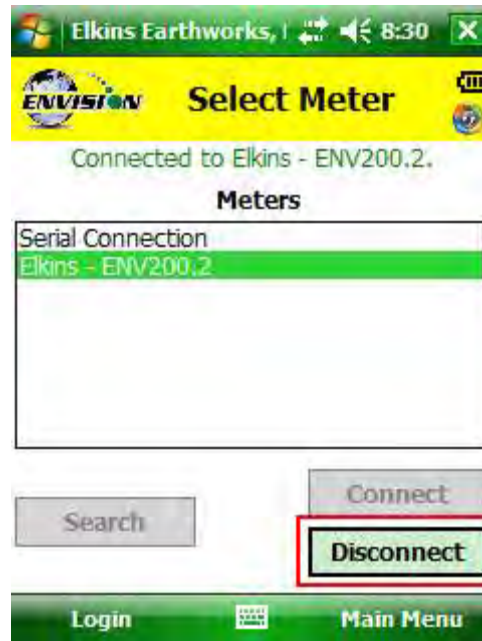 Elkins Earthworks, 8:30
ENVISION Select Meter
Connected to Elkins - ENV200.2.
Meters
Serial Connection
Elkins - ENV200.2
Connect
Search
Disconnect
Login Main Menu